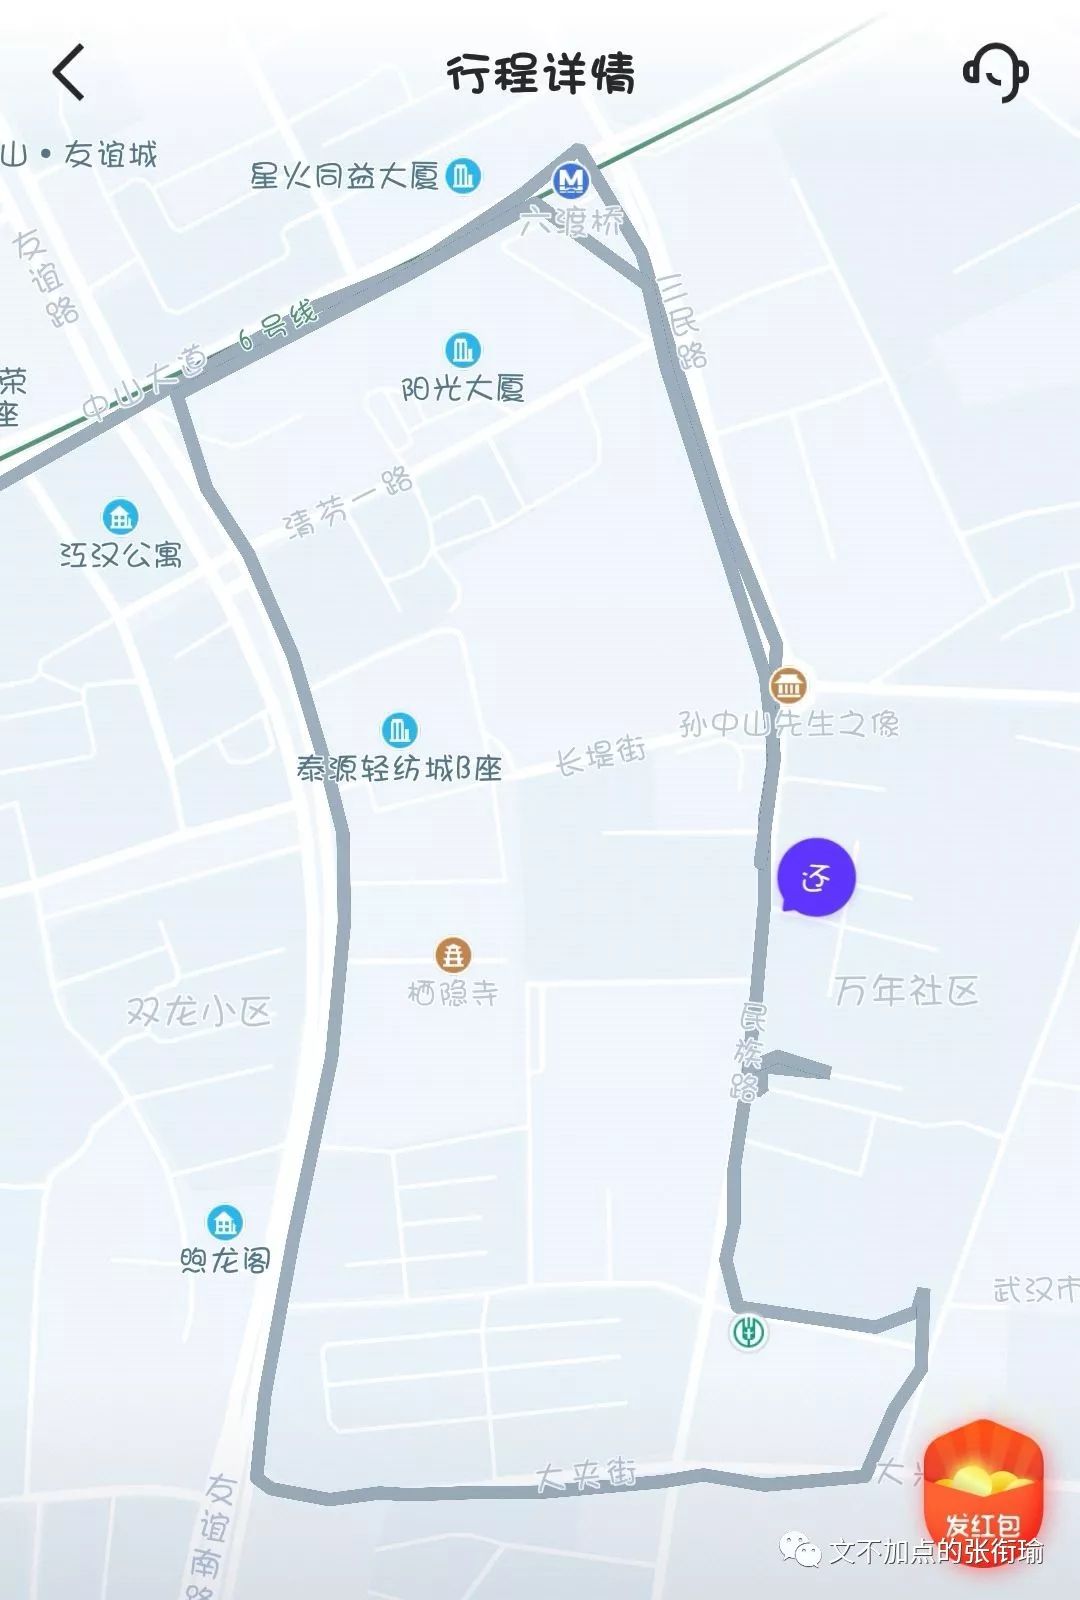 行程详情
山•友谊城
星火同益大厦
六渡桥
友谊路
三民路
6号线
中山大道
荣
座
阳光大厦
清芬一路
江汉公寓
孙中山先生之像
长堤街
泰源轻纺城B座
还
栖隐寺
万年社区
双龙小区
民族路
煦龙阁
武汉市
大夹街
大兴
友谊南路
发红包
文不加点的张衔瑜